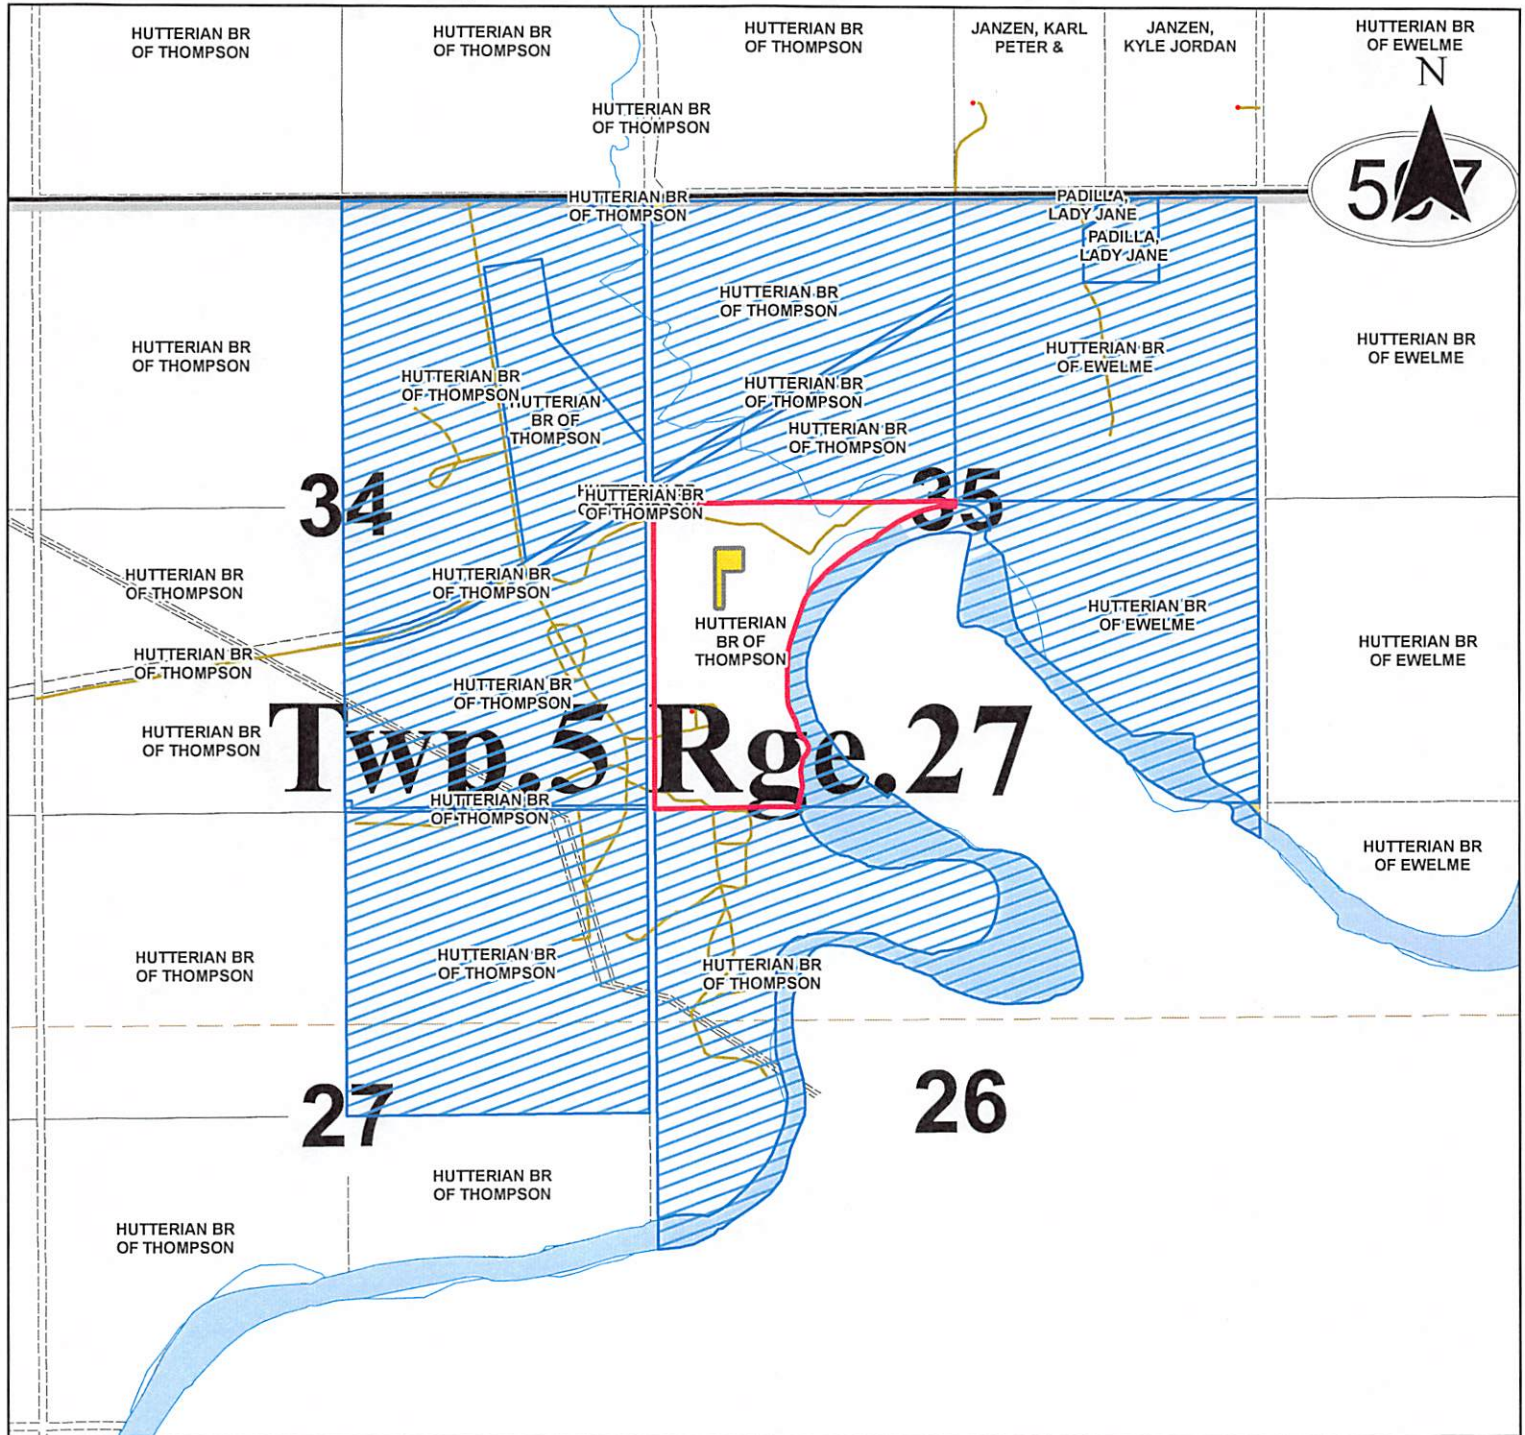 HUTTERIAN BR
OF THOMPSON
HUTTERIAN BR
OF THOMPSON
HUTTERIAN BR
OF THOMPSON
JANZEN, KARL
PETER &
JANZEN,
KYLE JORDAN
HUTTERIAN BR
OF EWELME
N
HUTTERIAN BR
OF THOMPSON
507
HUTTERIAN BR
OF THOMPSON
PADILLA,
LADY JANE
PADILLA,
LADY JANE
HUTTERIAN BR
OF THOMPSON
HUTTERIAN BR
OF THOMPSON
HUTTERIAN BR
OF EWELME
HUTTERIAN BR
OF EWELME
HUTTERIAN BR
OF THOMPSON
HUTTERIAN BR
OF THOMPSON
HUTTERIAN
BR OF
THOMPSON
HUTTERIAN BR
OF THOMPSON
34
HUTTERIAN BR
OF THOMPSON
35
HUTTERIAN BR
OF THOMPSON
HUTTERIAN BR
OF THOMPSON
HUTTERIAN BR
OF EWELME
HUTTERIAN
BR OF
THOMPSON
HUTTERIAN BR
OF EWELME
HUTTERIAN BR
OF THOMPSON
HUTTERIAN BR
OF THOMPSON
HUTTERIAN BR
OF THOMPSON
Twp.5 Rge.27
HUTTERIAN BR
OF THOMPSON
HUTTERIAN BR
OF EWELME
HUTTERIAN BR
OF THOMPSON
HUTTERIAN BR
OF THOMPSON
HUTTERIAN BR
OF THOMPSON
27
26
HUTTERIAN BR
OF THOMPSON
HUTTERIAN BR
OF THOMPSON